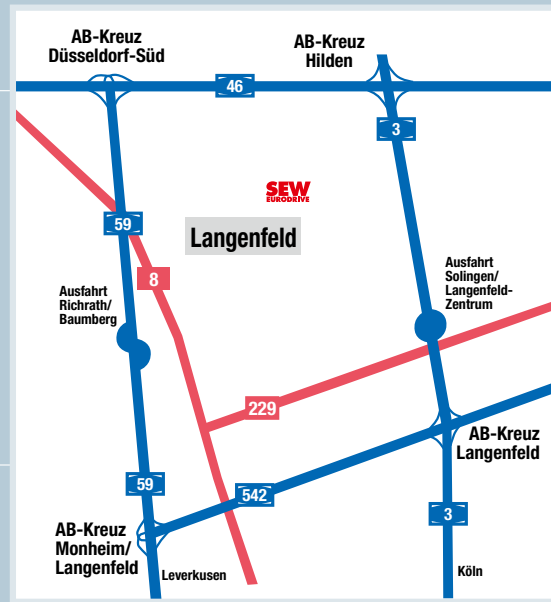 AB-Kreuz
Düsseldorf-Süd
AB-Kreuz
Hilden
46
3
SEW
EURODRIVE
59
Langenfeld
8
Ausfahrt
Richrath/
Baumberg
Ausfahrt
Solingen/
Langenfeld-
Zentrum
229
AB-Kreuz
Langenfeld
59
542
3
AB-Kreuz
Monheim/
Langenfeld
Leverkusen
Köln